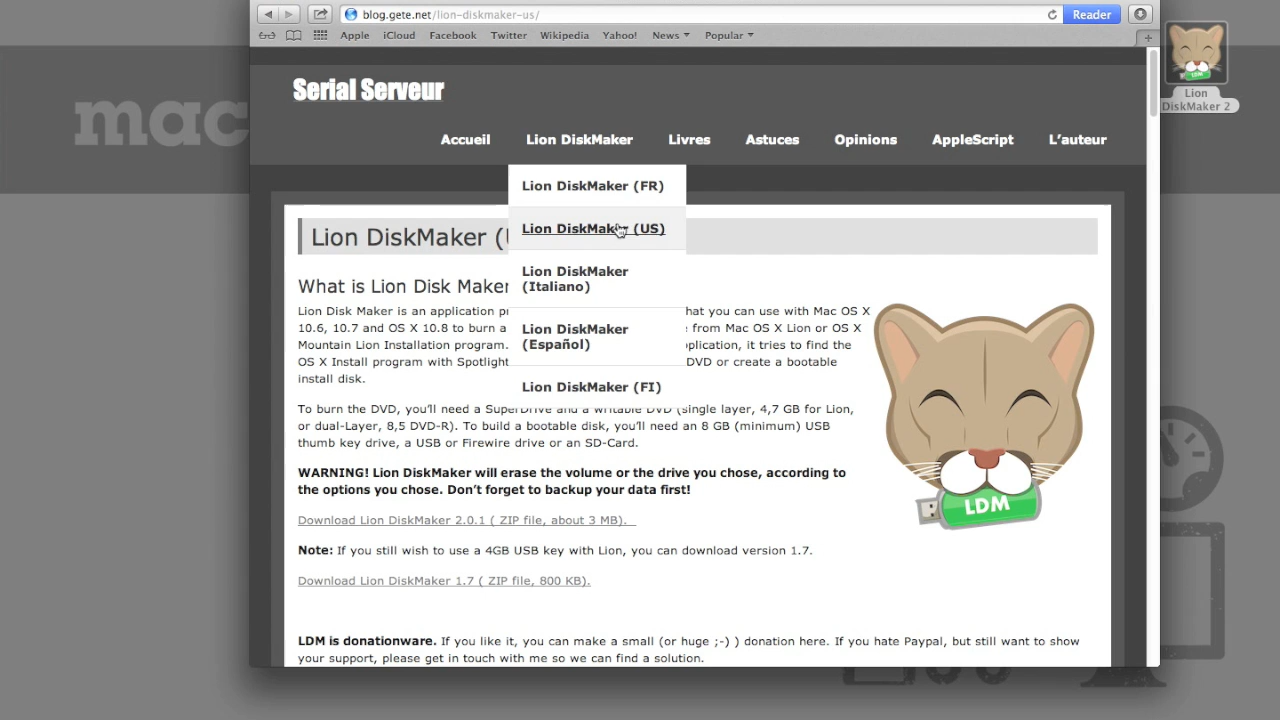 blog.gete.net/lion-diskmaker-us/
Reader
Apple iCloud Facebook Twitter Wikipedia Yahoo! News Popular
mac
Lion
DiskMaker 2
Serial Serveur
Accueil Lion DiskMaker Livres Astuces Opinions AppleScript L’auteur
Lion DiskMaker (FR)
Lion DiskMaker (US)
Lion DiskMaker
(Italiano)
Lion DiskMaker
(Español)
Lion DiskMaker (FI)
Lion DiskMaker (
What is Lion Disk Maker
Lion Disk Maker is an application hat you can use with Mac OS X
10.6, 10.7 and OS X 10.8 to burn a from Mac OS X Lion or OS X
Mountain Lion Installation program. plication, it tries to find the
OS X Install program with Spotlight DVD or create a bootable
install disk.
To burn the DVD, you’ll need a SuperDrive and a writable DVD (single layer, 4,7 GB for Lion,
or dual-Layer, 8,5 DVD-R). To build a bootable disk, you’ll need an 8 GB (minimum) USB
thumb key drive, a USB or Firewire drive or an SD-Card.
WARNING! Lion DiskMaker will erase the volume or the drive you chose, according to
the options you chose. Don’t forget to backup your data first!
Download Lion DiskMaker 2.0.1 ( ZIP file, about 3 MB).
Note: If you still wish to use a 4GB USB key with Lion, you can download version 1.7.
Download Lion DiskMaker 1.7 ( ZIP file, 800 KB).
LDM
LDM is donationware. If you like it, you can make a small (or huge ;-) ) donation here. If you hate Paypal, but still want to show
your support, please get in touch with me so we can find a solution.